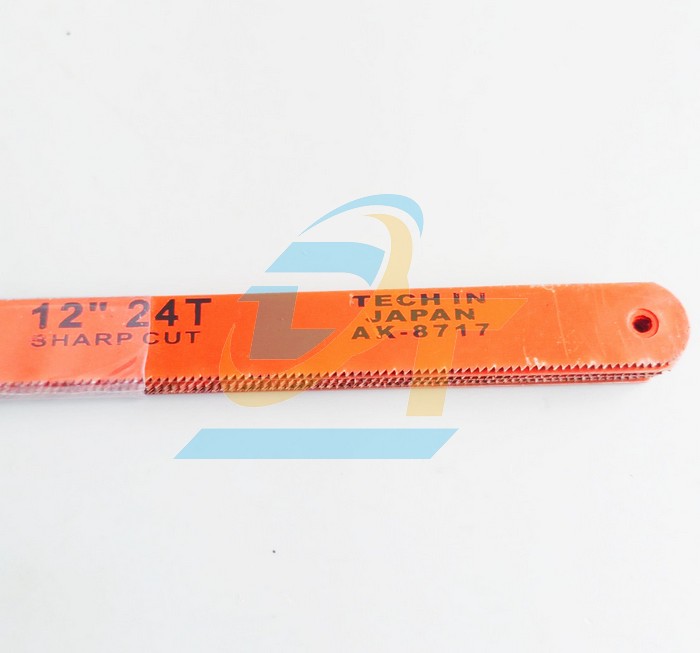 12" 24T
SHARP CUT
TECH IN
JAPAN
AK-8717